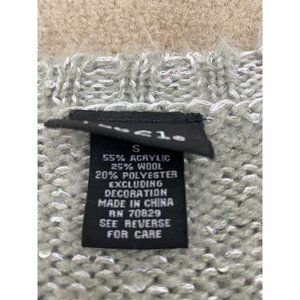 S
55% ACRYLIC
25% WOOL
20% POLYESTER
EXCLUDING
DECORATION
MADE IN CHINA
RN 70829
SEE REVERSE
FOR CARE